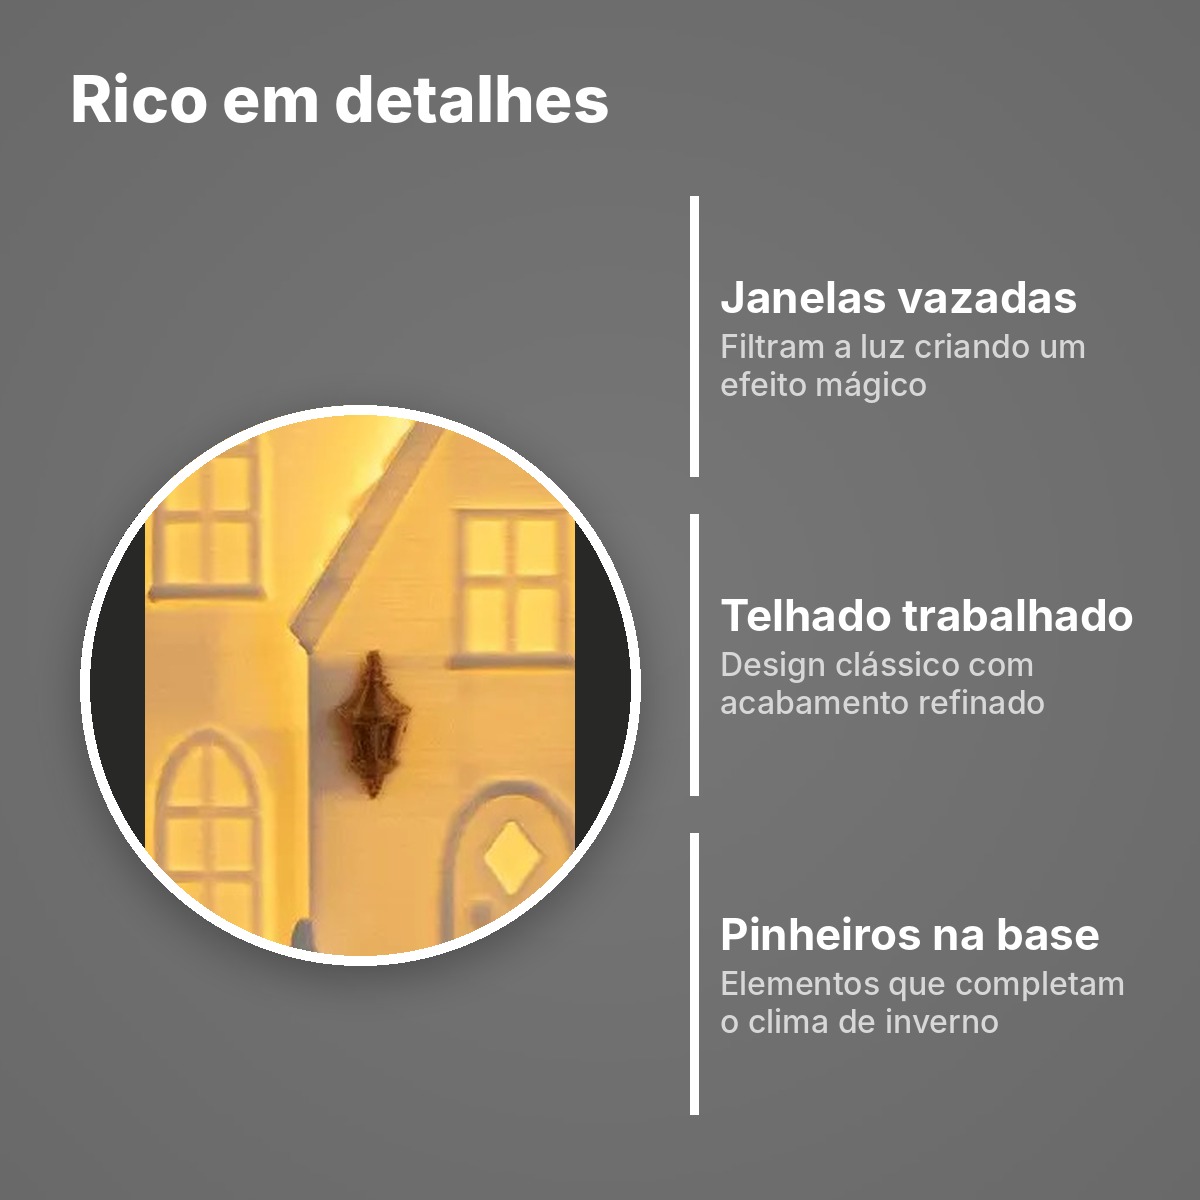 Rico em detalhes
Janelas vazadas
Filtram a luz criando um
efeito mágico
Telhado trabalhado
Design clássico com
acabamento refinado
Pinheiros na base
Elementos que completam
o clima de inverno